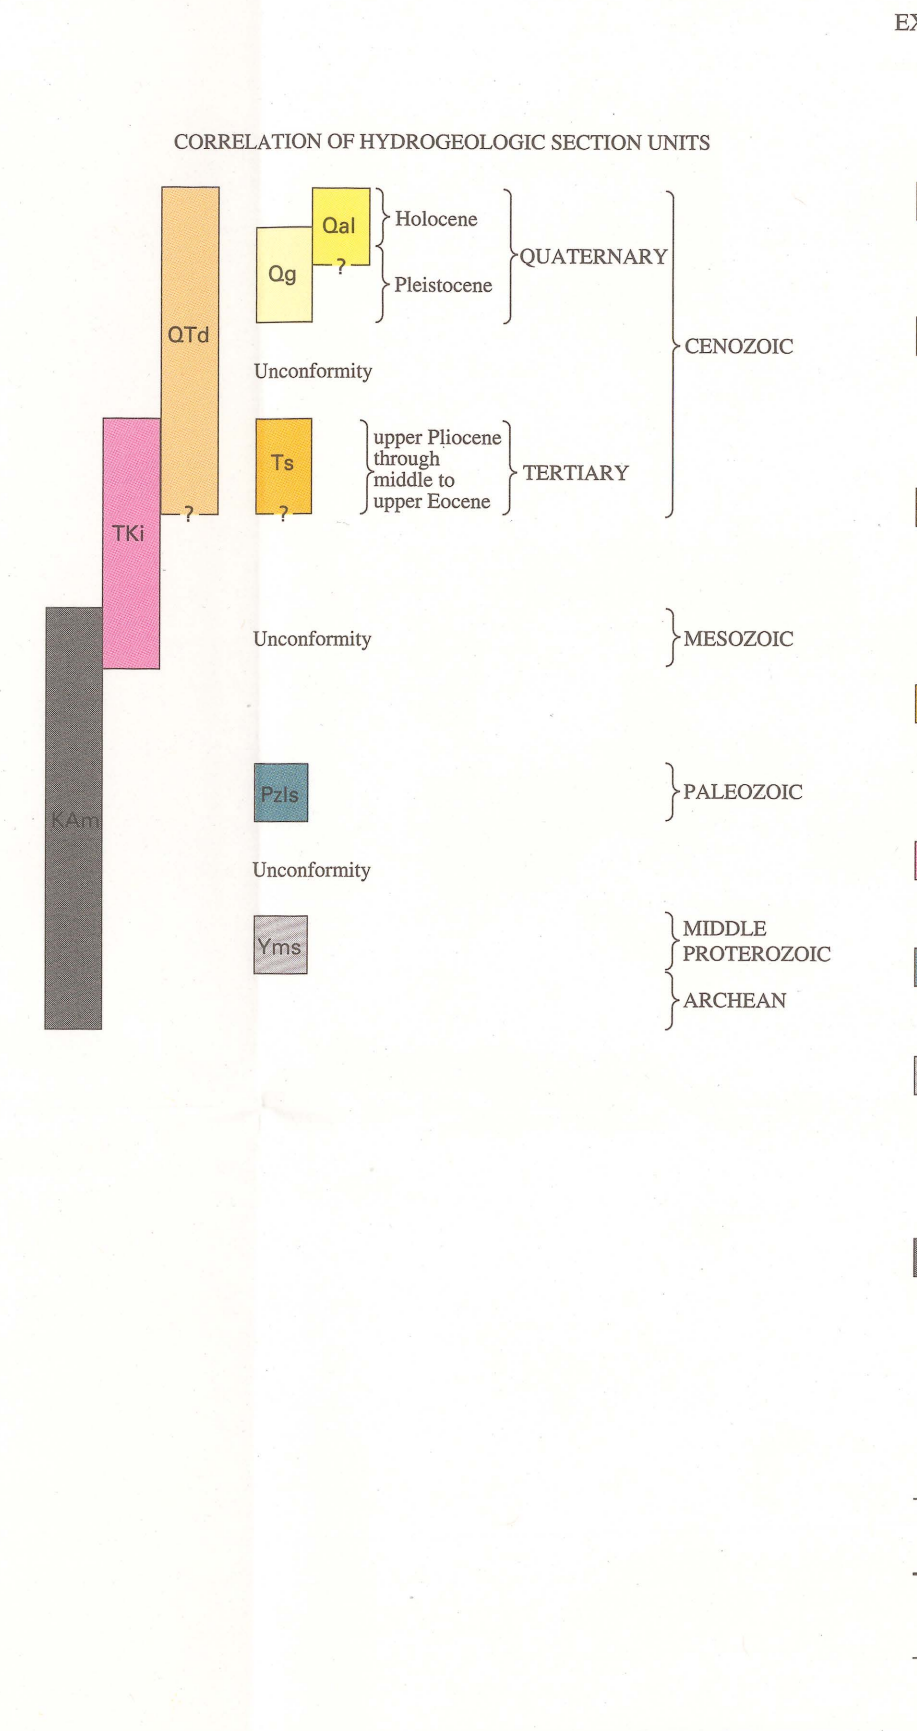 EX
CORRELATION OF HYDROGEOLOGIC SECTION UNITS
Qal
Holocene
Qg
QUATERNARY
?
Pleistocene
QTd
CENOZOIC
Unconformity
Ts
upper Pliocene
through
middle to
upper Eocene
TERTIARY
?
?
TKi
Unconformity
MESOZOIC
Pzls
PALEOZOIC
KAm
Unconformity
Yms
MIDDLE
PROTEROZOIC
ARCHEAN